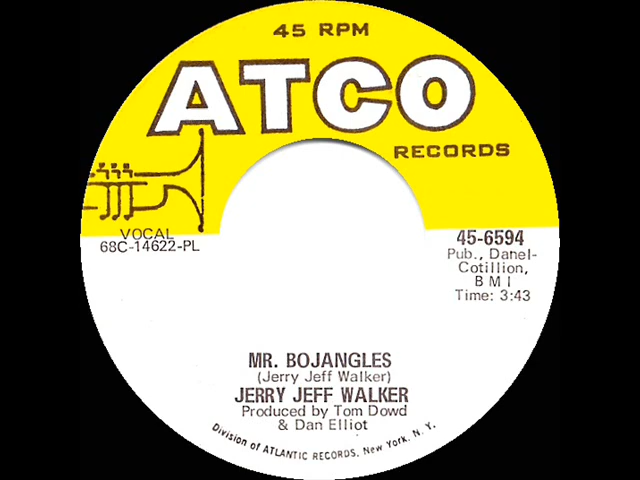 45 RPM
ATCO
RECORDS
VOCAL
68C-14622-PL
45-6594
Pub., Danel-
Cotillion,
B M I
Time: 3:43
MR. BOJANGLES
(Jerry Jeff Walker)
JERRY JEFF WALKER
Produced by Tom Dowd
& Dan Elliot
Division of ATLANTIC RECORDS, New York, N. Y.